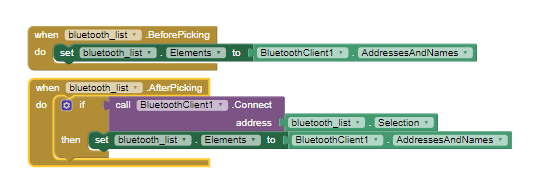 when bluetooth_list .BeforePicking
do set bluetooth_list . Elements to BluetoothClient1 . AddressesAndNames
when bluetooth_list .AfterPicking
do if call BluetoothClient1 .Connect
address bluetooth_list . Selection
then set bluetooth_list . Elements to BluetoothClient1 . AddressesAndNames